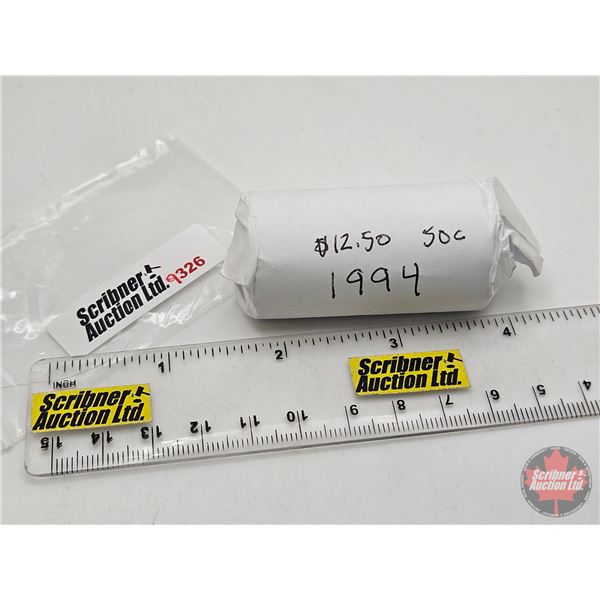 $12.50 50c
1994
Scribner
Auction Ltd.
9326
INCH
1 2 3 4
Scribner
Auction Ltd.
Scribner
Auction Ltd.
15 14 13 12 11 10 9 8 7 6 5 4
Scribner
Auction Ltd.